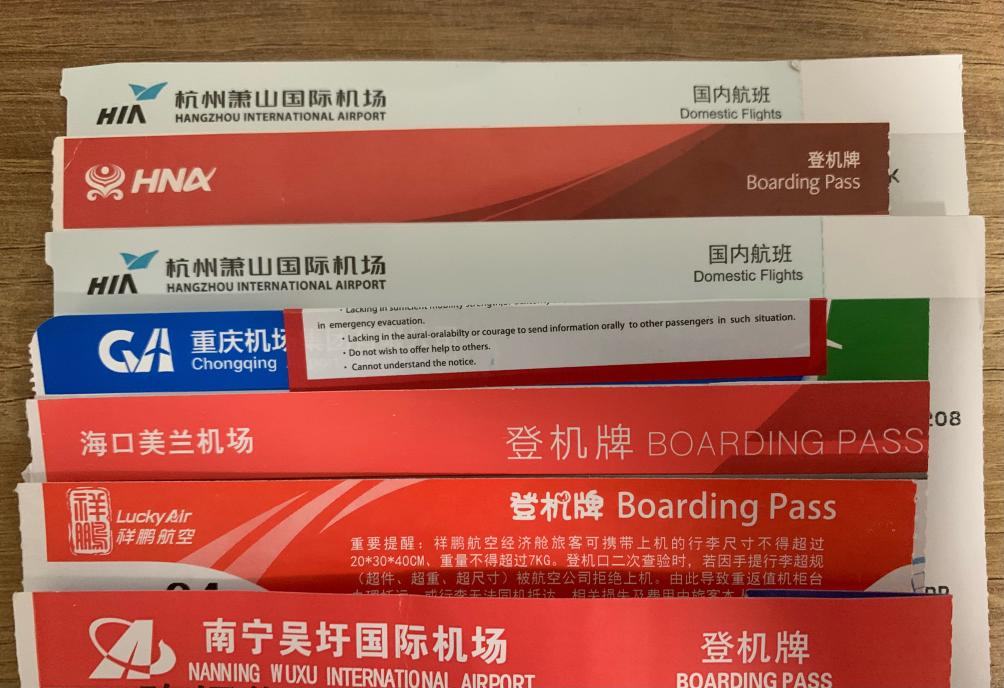 HIA 杭州萧山国际机场 国内航班
HANGZHOU INTERNATIONAL AIRPORT Domestic Flights
HNA 登机牌
Boarding Pass
HIA 杭州萧山国际机场 国内航班
HANGZHOU INTERNATIONAL AIRPORT Domestic Flights
in emergency evacuation.
• Lacking in the aural-oralabilty or courage to send information orally to other passengers in such situation.
• Do not wish to offer help to others.
• Cannot understand the notice.
重庆机场
Chongqing
海口美兰机场 登机牌 BOARDING PASS
208
祥鹏
LuckyAir
祥鹏航空
登机牌 Boarding Pass
重要提醒：祥鹏航空经济舱旅客可携带上机的行李尺寸不得超过
20*30*40CM、重量不得超过7KG。登机口二次查验时，若因手提行李超规
（超件、超重、超尺寸）被航空公司拒绝上机。由此导致重返值机柜台
南宁吴圩国际机场 登机牌
NANNING WUXU INTERNATIONAL AIRPORT BOARDING PASS